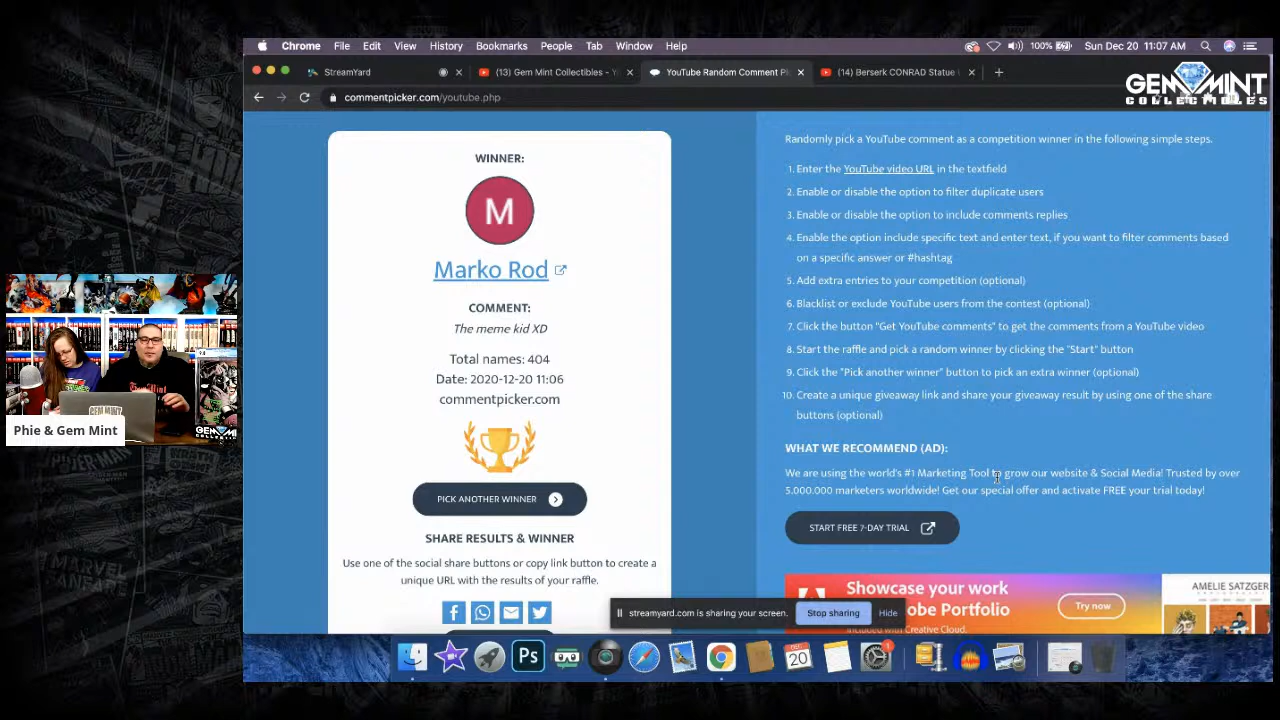 Chrome File Edit View History Bookmarks People Tab Window Help 100% Sun Dec 20 11:07 AM
StreamYard (13) Gem Mint Collectibles - Y YouTube Random Comment Pi (14) Berserk CONRAD Statue
GEM MINT
COLLECTIBLES
commentpicker.com/youtube.php
WINNER:
M
Marko Rod
COMMENT:
The meme kid XD
Total names: 404
Date: 2020-12-20 11:06
commentpicker.com
PICK ANOTHER WINNER
SHARE RESULTS & WINNER
Use one of the social share buttons or copy link button to create a
unique URL with the results of your raffle.
Randomly pick a YouTube comment as a competition winner in the following simple steps.
1. Enter the YouTube video URL in the textfield
2. Enable or disable the option to filter duplicate users
3. Enable or disable the option to include comments replies
4. Enable the option include specific text and enter text, if you want to filter comments based
on a specific answer or #hashtag
5. Add extra entries to your competition (optional)
6. Blacklist or exclude YouTube users from the contest (optional)
7. Click the button "Get YouTube comments" to get the comments from a YouTube video
8. Start the raffle and pick a random winner by clicking the "Start" button
9. Click the "Pick another winner" button to pick an extra winner (optional)
10. Create a unique giveaway link and share your giveaway result by using one of the share
buttons (optional)
WHAT WE RECOMMEND (AD):
We are using the world's #1 Marketing Tool to grow our website & Social Media! Trusted by over
5.000.000 marketers worldwide! Get our special offer and activate FREE your trial today!
START FREE 7-DAY TRIAL
Showcase your work
obe Portfolio
Included with Creative Cloud.
Try now
AMELIE SATZGER
streamyard.com is sharing your screen. Stop sharing Hide
Phie & Gem Mint
GEM MINT
Ps
DEC
20
1